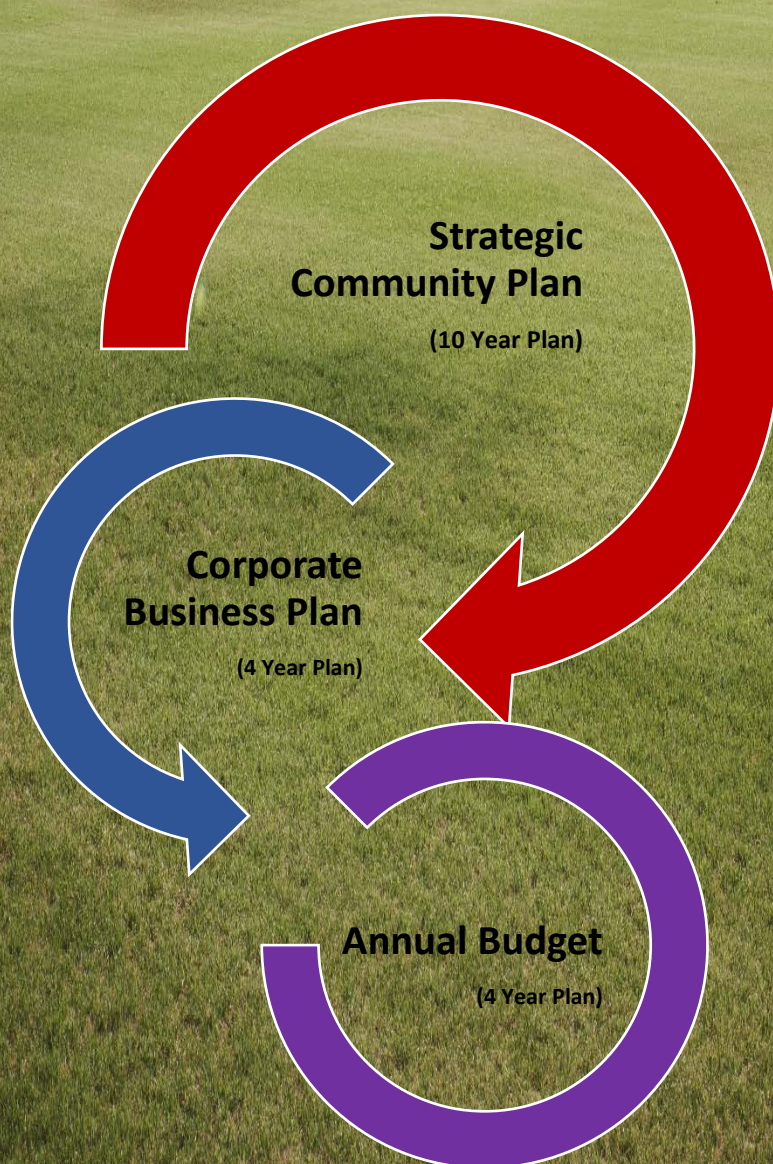 Strategic
Community Plan
(10 Year Plan)
Corporate
Business Plan
(4 Year Plan)
Annual Budget
(4 Year Plan)